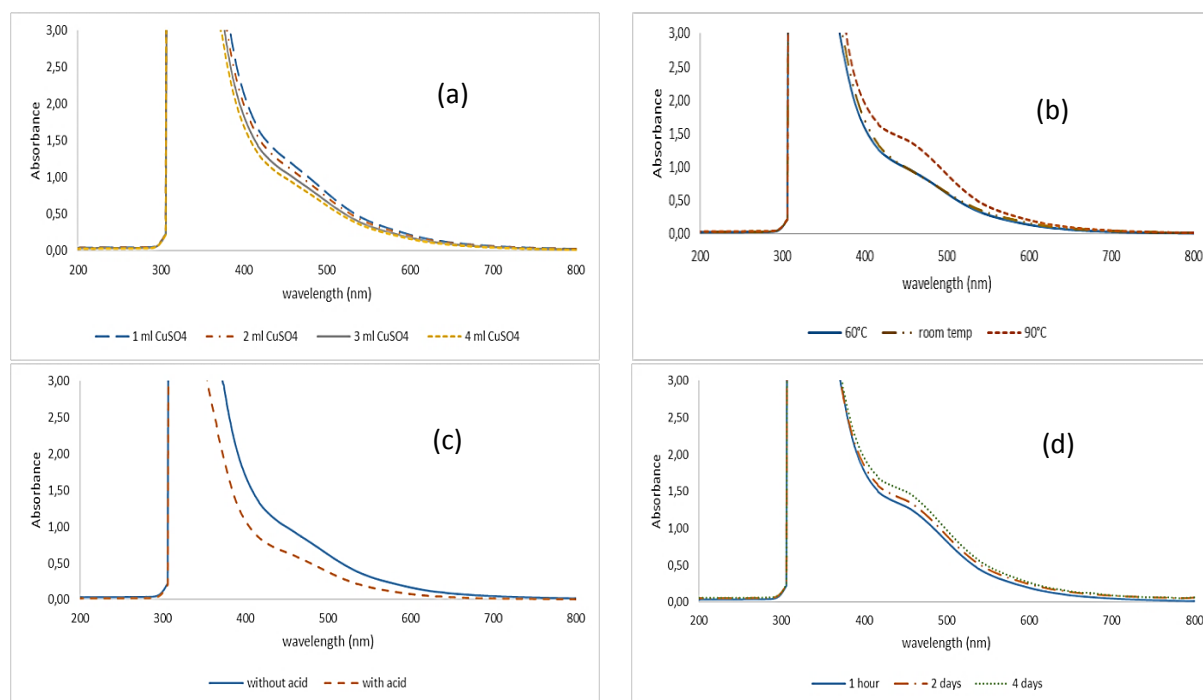 (a)
Absorbance
3,00
2,50
2,00
1,50
1,00
0,50
0,00
200 300 400 500 600 700 800
wavelength (nm)
1 ml CuSO4 2 ml CuSO4 3 ml CuSO4 4 ml CuSO4
(b)
Absorbance
3,00
2,50
2,00
1,50
1,00
0,50
0,00
200 300 400 500 600 700 800
wavelength (nm)
60°C room temp 90°C
(c)
Absorbance
3,00
2,50
2,00
1,50
1,00
0,50
0,00
200 300 400 500 600 700 800
wavelength (nm)
without acid with acid
(d)
Absorbance
3,00
2,50
2,00
1,50
1,00
0,50
0,00
200 300 400 500 600 700 800
wavelength (nm)
1 hour 2 days 4 days